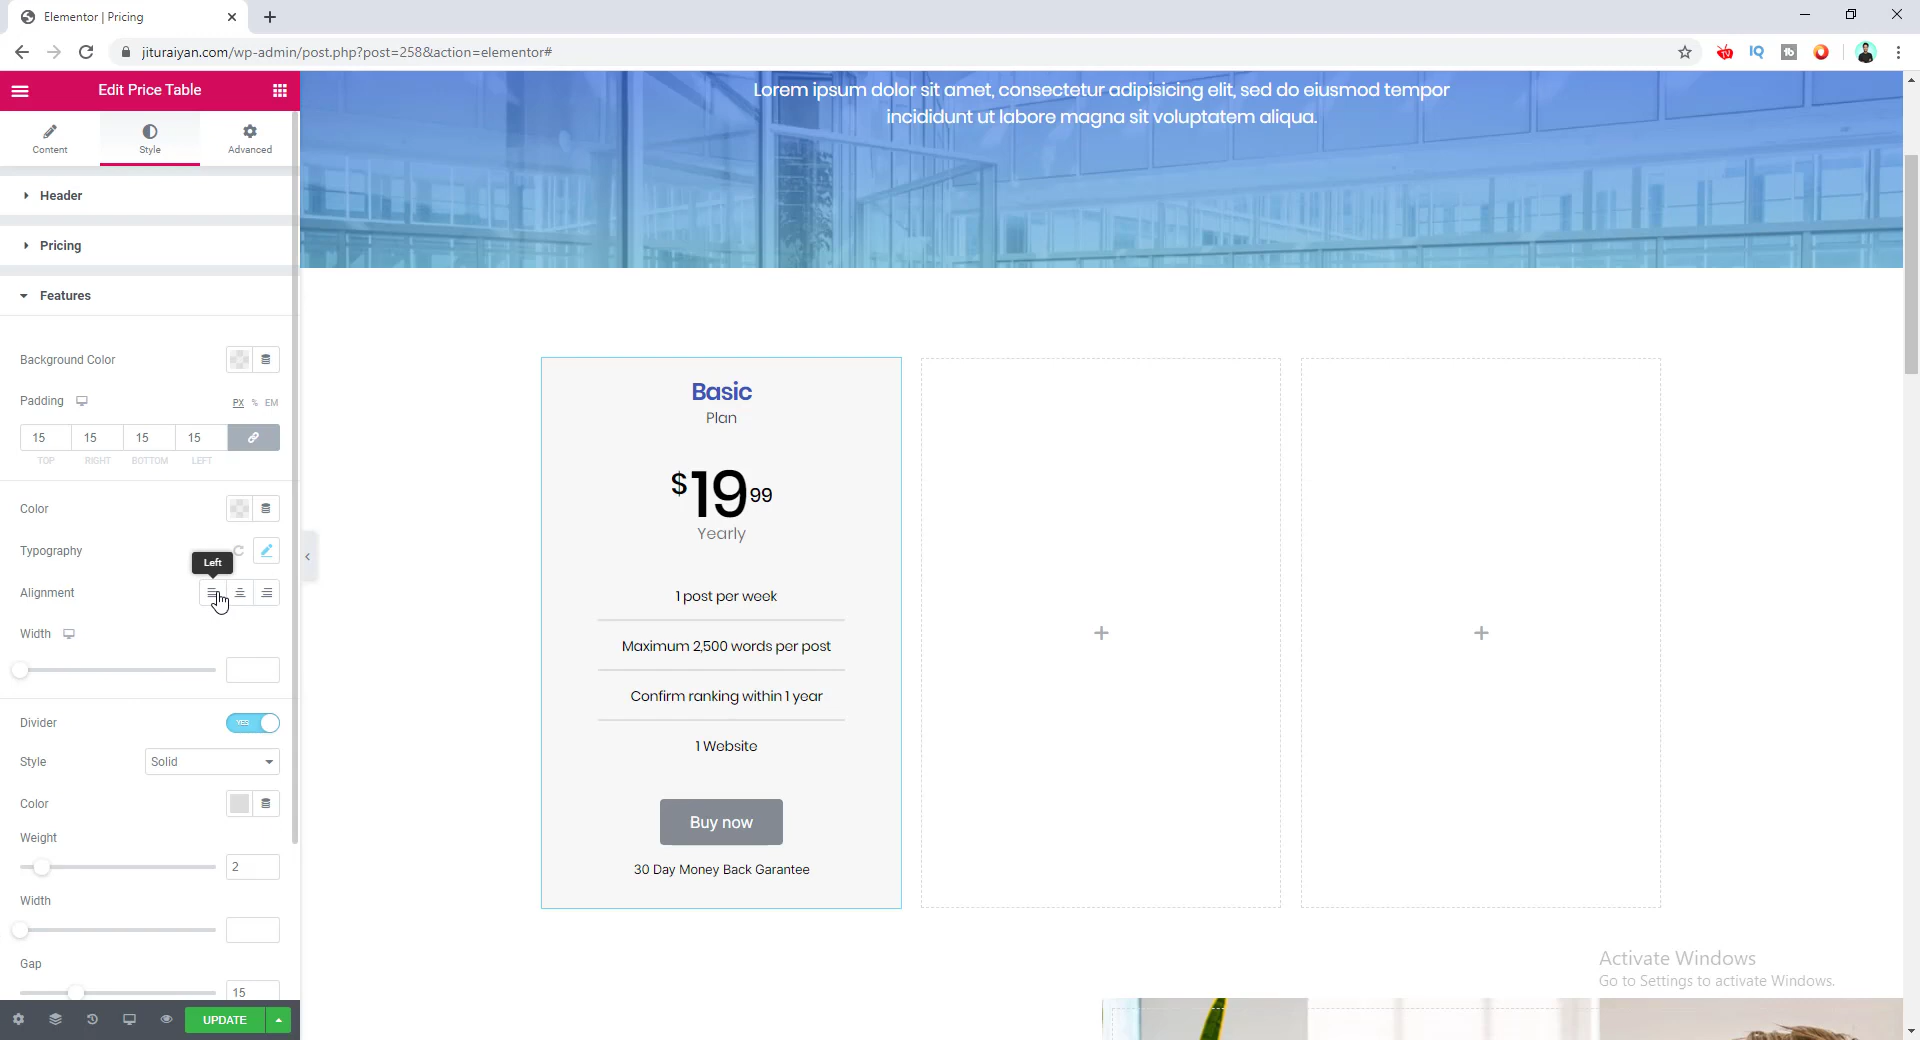 Elementor | Pricing
jituraiyan.com/wp-admin/post.php?post=258&action=elementor#
IQ
tb
Edit Price Table
Content
Style
Advanced
Header
Pricing
Features
Background Color
Padding
PX % EM
15 15 15 15
TOP RIGHT BOTTOM LEFT
Color
Typography
Left
Alignment
Width
Divider
YES
Style
Solid
Color
Weight
2
Width
Gap
15
UPDATE
Lorem ipsum dolor sit amet, consectetur adipisicing elit, sed do eiusmod tempor
incididunt ut labore magna sit voluptatem aliqua.
Basic
Plan
$19 99
Yearly
1 post per week
Maximum 2,500 words per post
Confirm ranking within 1 year
1 Website
Buy now
30 Day Money Back Garantee
Activate Windows
Go to Settings to activate Windows.